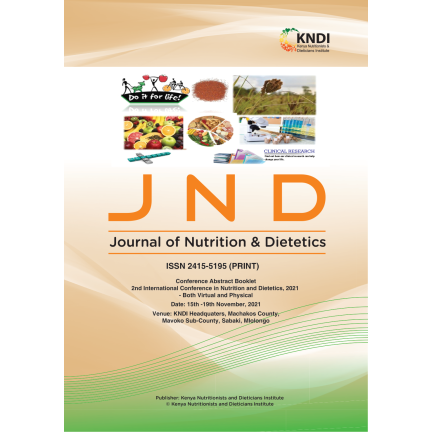 KNDI
Kenya Nutritionists &
Dieticians Institute
Do it for life!
CLINICAL RESEARCH
JND
Journal of Nutrition & Dietetics
ISSN 2415-5195 (PRINT)
Conference Abstract Booklet
2nd International Conference in Nutrition and Dietetics, 2021
- Both Virtual and Physical
Date: 15th -19th November, 2021
Venue: KNDI Headquaters, Machakos County,
Mavoko Sub-County, Sabaki, Mlolongo
Publisher: Kenya Nutritionists and Dieticians Institute
© Kenya Nutritionists and Dieticians Institute